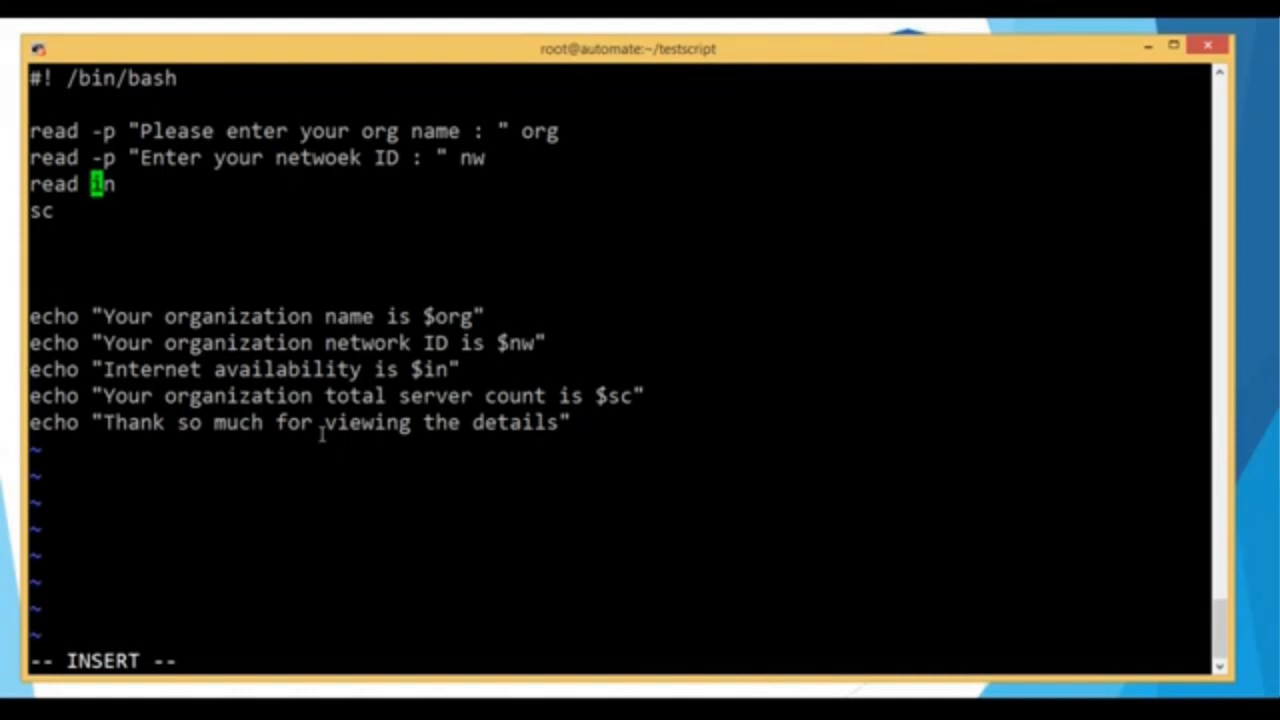 root@automate:~/testscript
#! /bin/bash
read -p "Please enter your org name : " org
read -p "Enter your netwoek ID : " nw
read in
sc
echo "Your organization name is $org"
echo "Your organization network ID is $nw"
echo "Internet availability is $in"
echo "Your organization total server count is $sc"
echo "Thank so much for viewing the details"
~
~
~
~
~
~
~
~
-- INSERT --